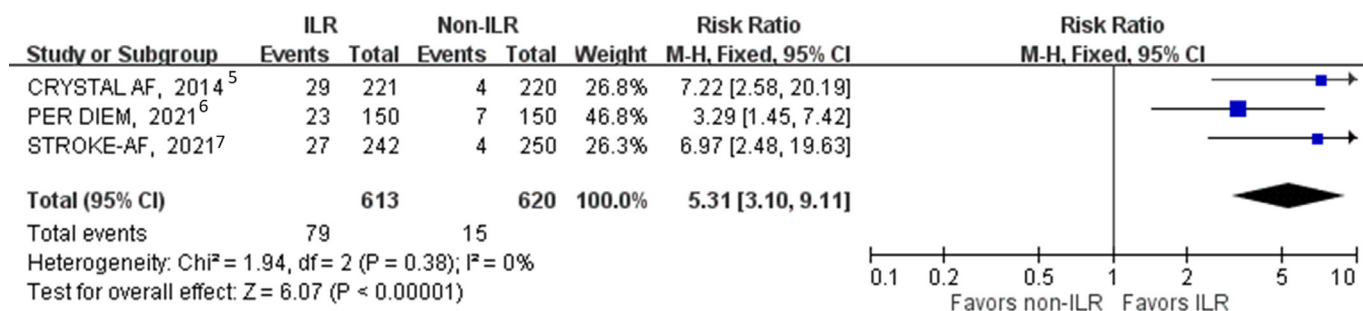 ILR Non-ILR Risk Ratio Risk Ratio
Study or Subgroup Events Total Events Total Weight M-H, Fixed, 95% CI M-H, Fixed, 95% CI
CRYSTAL AF, 2014⁵ 29 221 4 220 26.8% 7.22 [2.58, 20.19]
PER DIEM, 2021⁶ 23 150 7 150 46.8% 3.29 [1.45, 7.42]
STROKE-AF, 2021⁷ 27 242 4 250 26.3% 6.97 [2.48, 19.63]
Total (95% CI) 613 620 100.0% 5.31 [3.10, 9.11]
Total events 79 15
Heterogeneity: Chi² = 1.94, df = 2 (P = 0.38); I² = 0%
Test for overall effect: Z = 6.07 (P < 0.00001)
0.1 0.2 0.5 1 2 5 10
Favors non-ILR Favors ILR